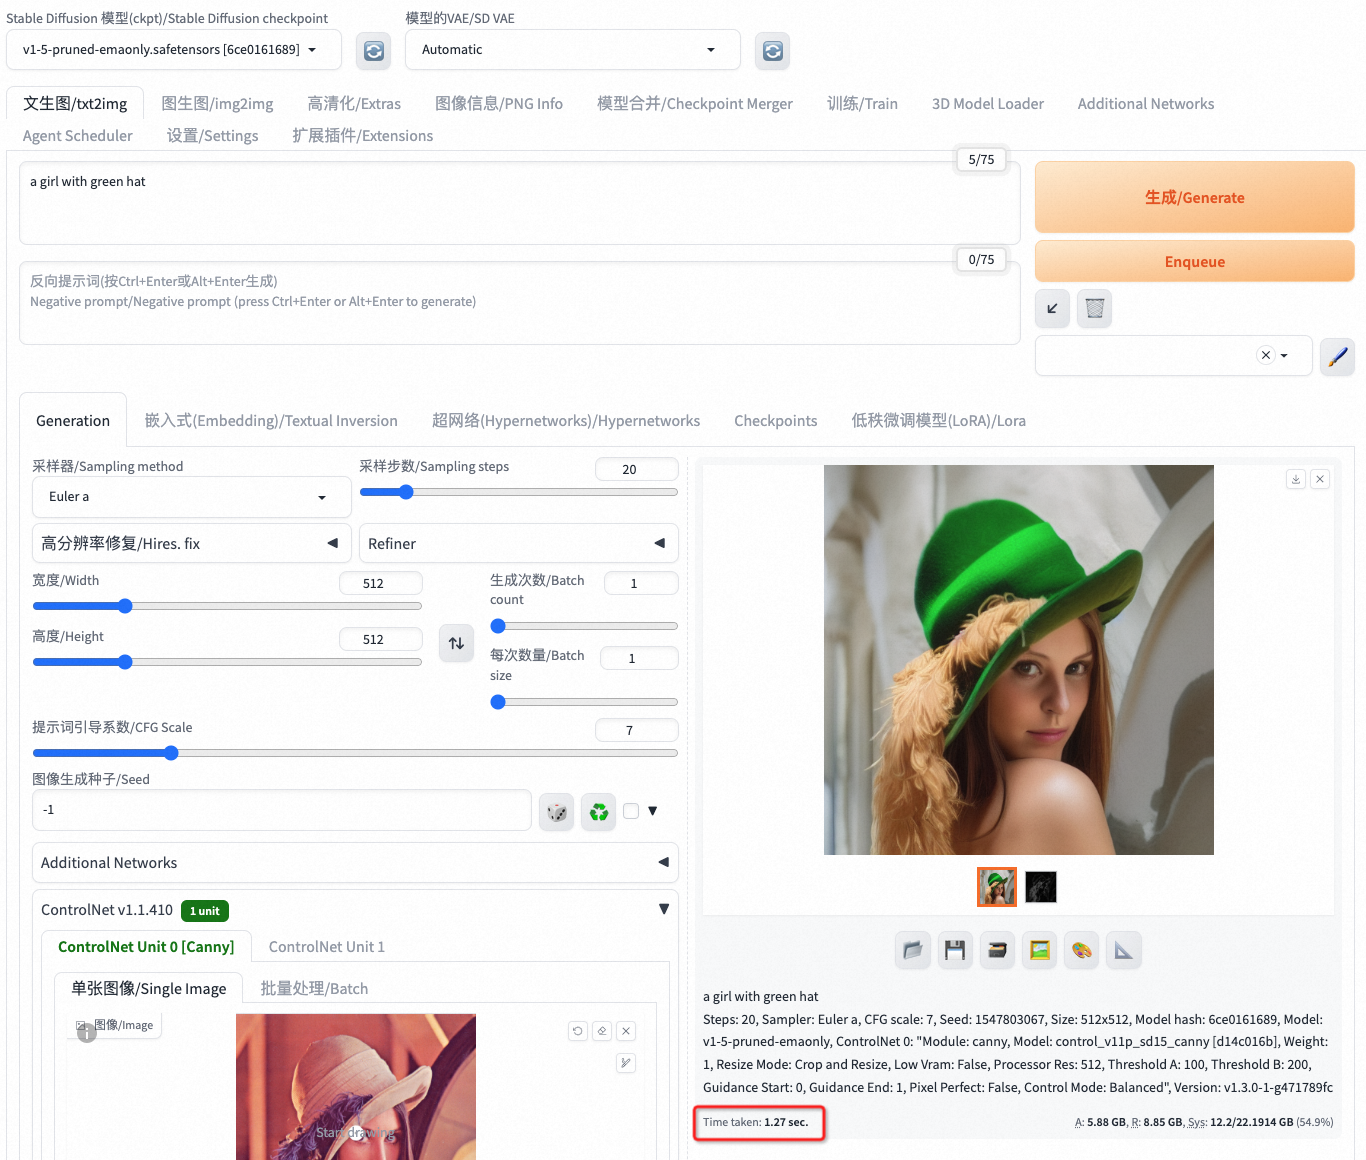 Stable Diffusion 模型(ckpt)/Stable Diffusion checkpoint
模型的VAE/SD VAE
v1-5-pruned-emaonly.safetensors [6ce0161689]
Automatic
文生图/txt2img
图生图/img2img
高清化/Extras
图像信息/PNG Info
模型合并/Checkpoint Merger
训练/Train
3D Model Loader
Additional Networks
Agent Scheduler
设置/Settings
扩展插件/Extensions
5/75
a girl with green hat
生成/Generate
0/75
Enqueue
反向提示词(按Ctrl+Enter或Alt+Enter生成)
Negative prompt/Negative prompt (press Ctrl+Enter or Alt+Enter to generate)
Generation
嵌入式(Embedding)/Textual Inversion
超网络(Hypernetworks)/Hypernetworks
Checkpoints
低秩微调模型(LoRA)/Lora
采样器/Sampling method
采样步数/Sampling steps
20
Euler a
高分辨率修复/Hires. fix
Refiner
宽度/Width
512
生成次数/Batch
count
1
高度/Height
512
每次数量/Batch
size
1
提示词引导系数/CFG Scale
7
图像生成种子/Seed
-1
Additional Networks
ControlNet v1.1.410
1 unit
ControlNet Unit 0 [Canny]
ControlNet Unit 1
单张图像/Single Image
批量处理/Batch
图像/Image
Start drawing
a girl with green hat
Steps: 20, Sampler: Euler a, CFG scale: 7, Seed: 1547803067, Size: 512x512, Model hash: 6ce0161689, Model:
v1-5-pruned-emaonly, ControlNet 0: "Module: canny, Model: control_v11p_sd15_canny [d14c016b], Weight:
1, Resize Mode: Crop and Resize, Low Vram: False, Processor Res: 512, Threshold A: 100, Threshold B: 200,
Guidance Start: 0, Guidance End: 1, Pixel Perfect: False, Control Mode: Balanced", Version: v1.3.0-1-g471789fc
Time taken: 1.27 sec.
A: 5.88 GB, R: 8.85 GB, Sys: 12.2/22.1914 GB (54.9%)